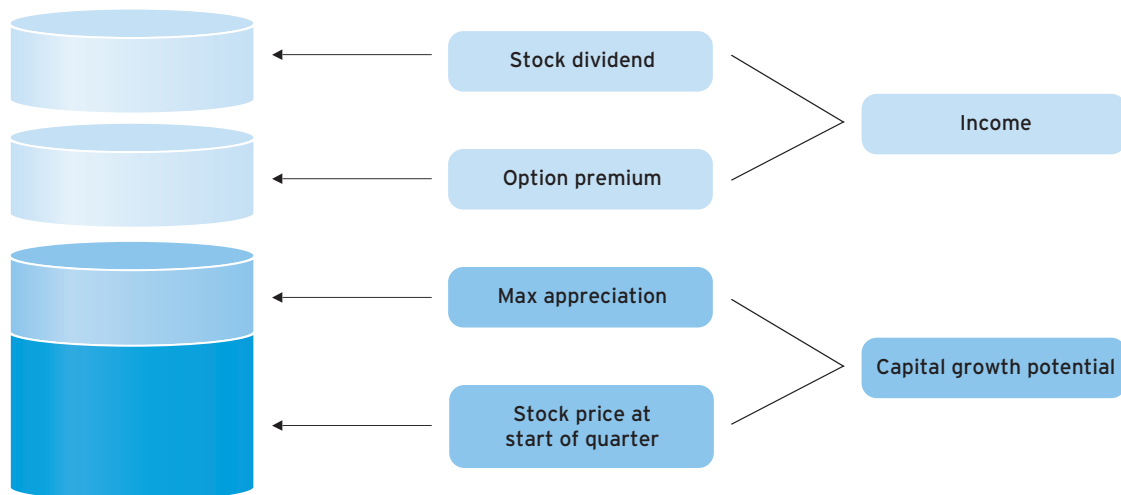 Stock dividend
Income
Option premium
Max appreciation
Capital growth potential
Stock price at
start of quarter